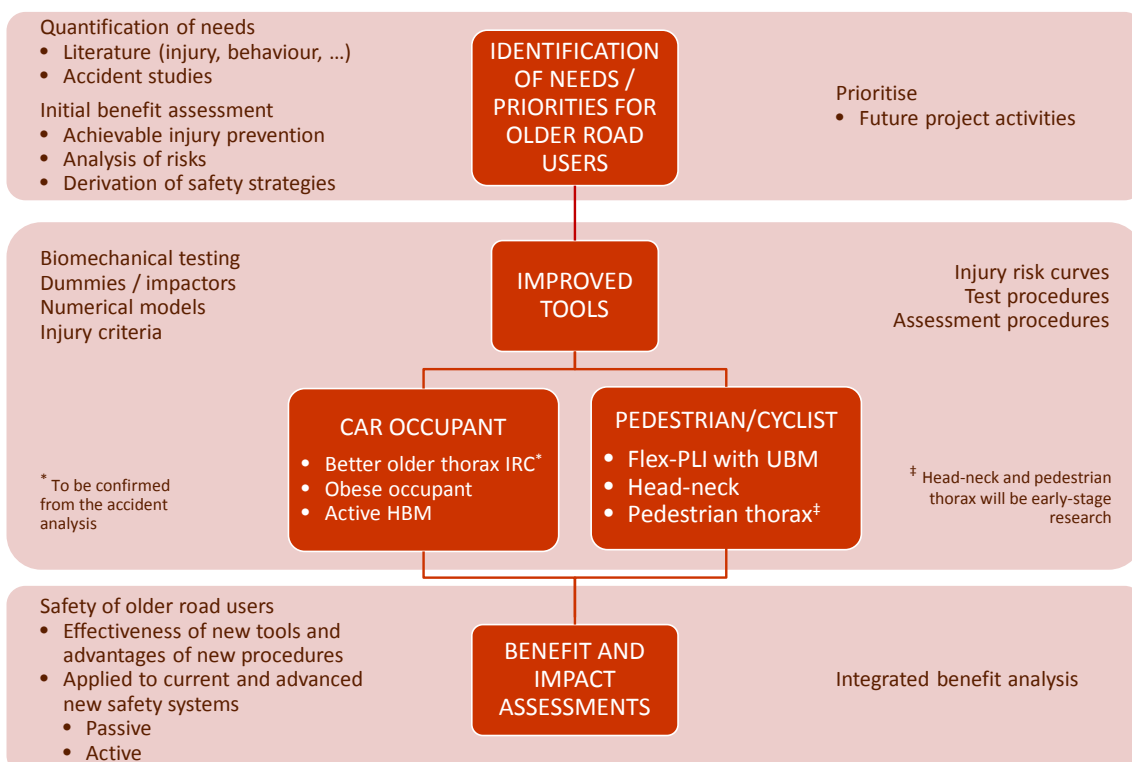 Quantification of needs
• Literature (injury, behaviour, ...)
• Accident studies
Initial benefit assessment
• Achievable injury prevention
• Analysis of risks
• Derivation of safety strategies
IDENTIFICATION
OF NEEDS /
PRIORITIES FOR
OLDER ROAD
USERS
Prioritise
• Future project activities
Biomechanical testing
Dummies / impactors
Numerical models
Injury criteria
IMPROVED
TOOLS
Injury risk curves
Test procedures
Assessment procedures
* To be confirmed
from the accident
analysis
CAR OCCUPANT
• Better older thorax IRC*
• Obese occupant
• Active HBM
PEDESTRIAN/CYCLIST
• Flex-PLI with UBM
• Head-neck
• Pedestrian thorax‡
‡ Head-neck and pedestrian
thorax will be early-stage
research
Safety of older road users
• Effectiveness of new tools and
advantages of new procedures
• Applied to current and advanced
new safety systems
• Passive
• Active
BENEFIT AND
IMPACT
ASSESSMENTS
Integrated benefit analysis